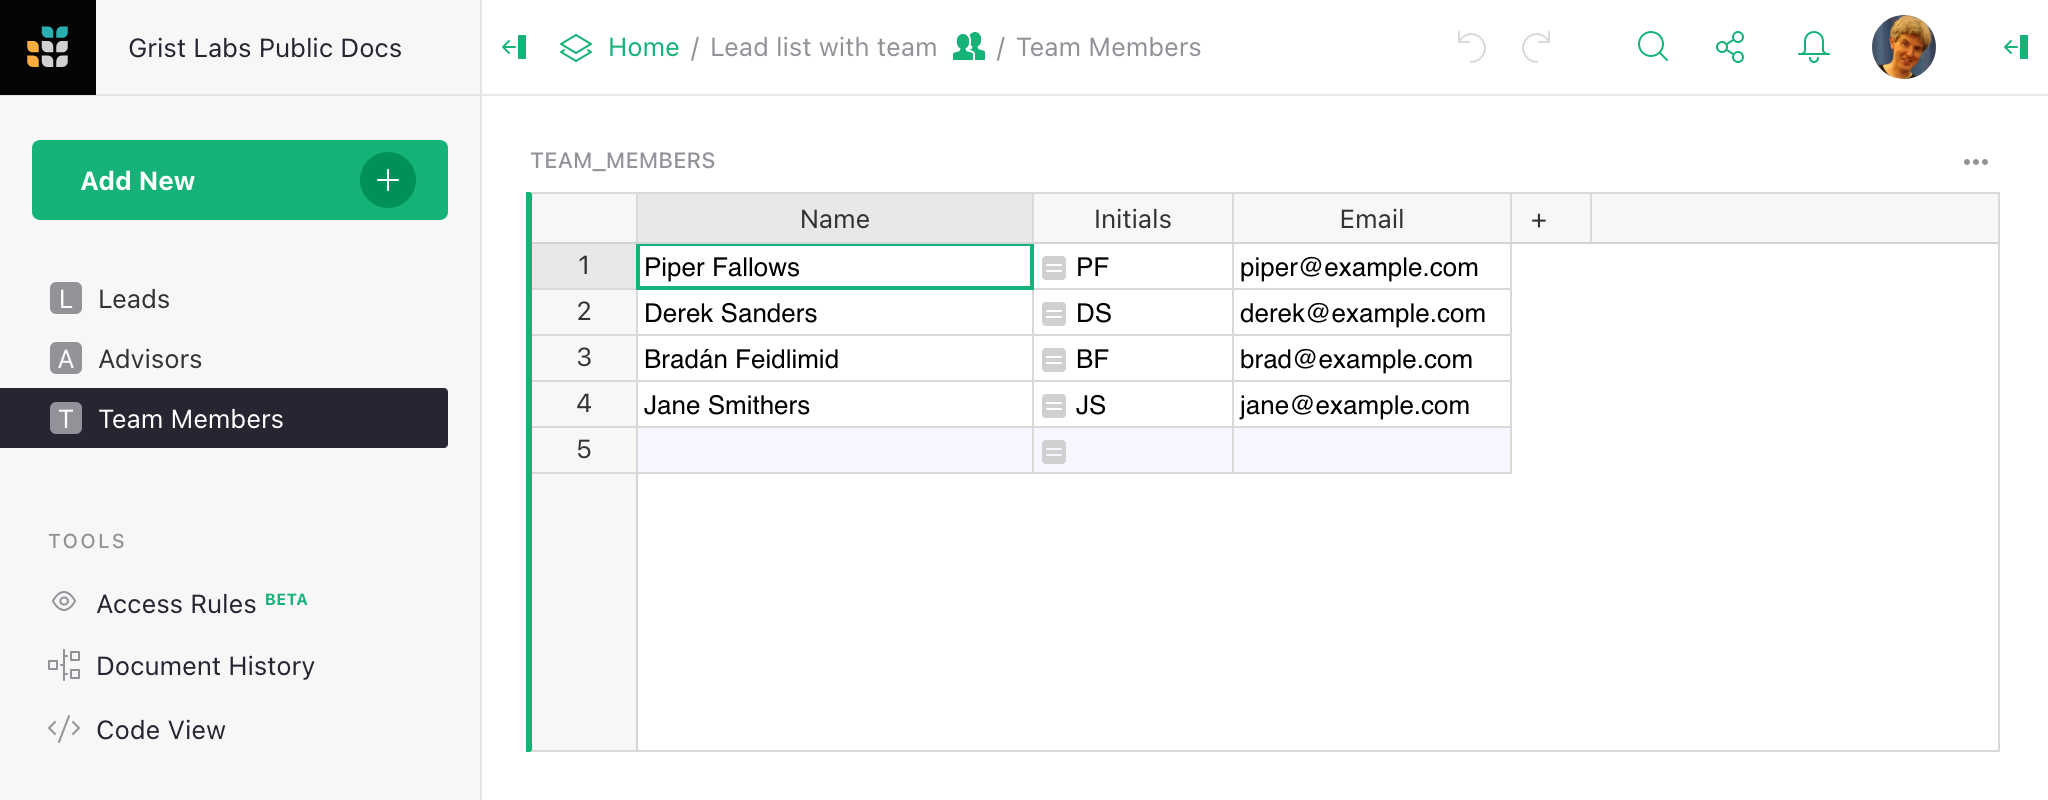 Grist Labs Public Docs
Home / Lead list with team / Team Members
Add New +
L Leads
A Advisors
T Team Members
TOOLS
Access Rules BETA
Document History
</> Code View
TEAM_MEMBERS
Name Initials Email +
1 Piper Fallows = PF piper@example.com
2 Derek Sanders = DS derek@example.com
3 Bradán Feidlimid = BF brad@example.com
4 Jane Smithers = JS jane@example.com
5 =